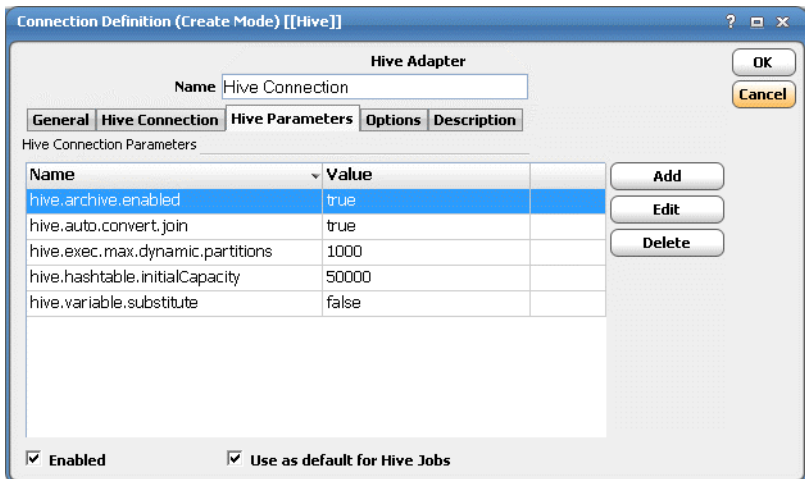 Connection Definition (Create Mode) [[Hive]]
?
Hive Adapter
OK
Name Hive Connection
Cancel
General Hive Connection Hive Parameters Options Description
Hive Connection Parameters
Name Value
Add
hive.archive.enabled true
Edit
hive.auto.convert.join true
Delete
hive.exec.max.dynamic.partitions 1000
hive.hashtable.initialCapacity 50000
hive.variable.substitute false
Enabled Use as default for Hive Jobs